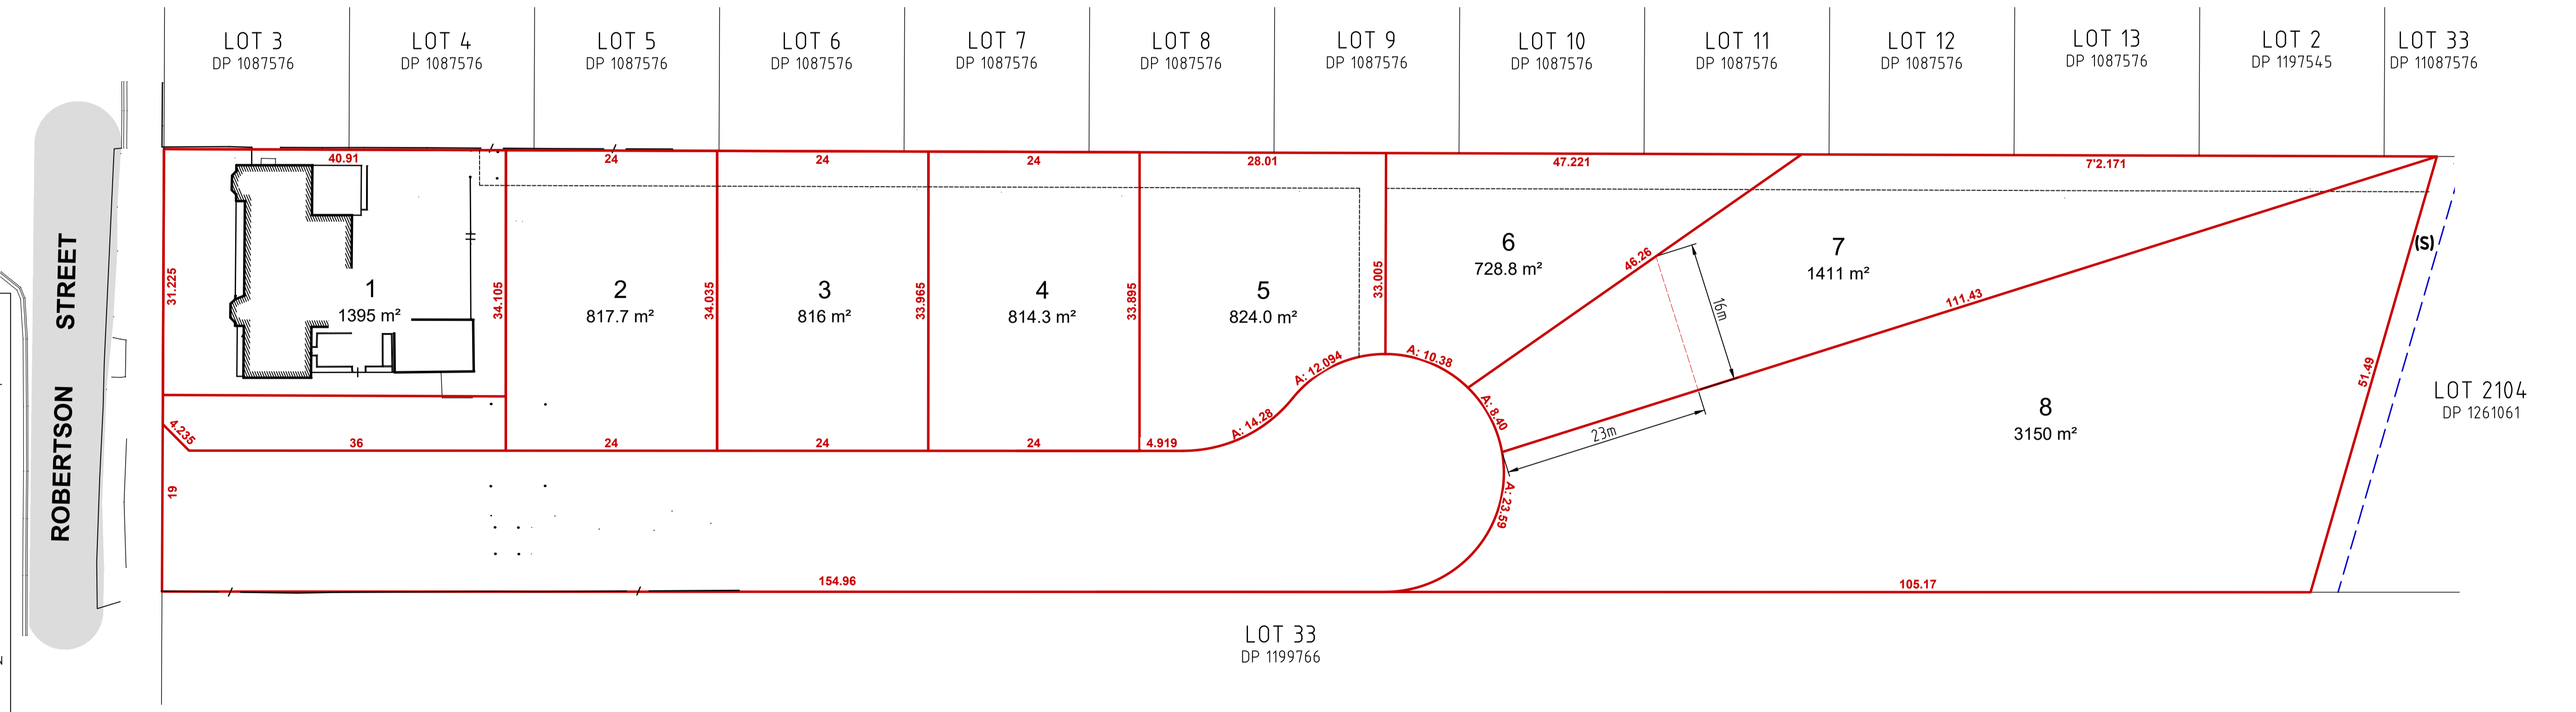 LOT 3
DP 1087576
LOT 4
DP 1087576
LOT 5
DP 1087576
LOT 6
DP 1087576
LOT 7
DP 1087576
LOT 8
DP 1087576
LOT 9
DP 1087576
LOT 10
DP 1087576
LOT 11
DP 1087576
LOT 12
DP 1087576
LOT 13
DP 1087576
LOT 2
DP 1197545
LOT 33
DP 11087576
ROBERTSON STREET
40.91
24
24
24
28.01
47.221
7'2.171
31.225
1
1395 m²
34.105
2
817.7 m²
34.035
3
816 m²
33.965
4
814.3 m²
33.895
5
824.0 m²
33.005
6
728.8 m²
46.26
16m
7
1411 m²
111.43
(S)
51.49
8
3150 m²
LOT 2104
DP 1261061
4.235
36
24
24
24
4.919
A: 14.28
A: 12.094
A: 10.38
A: 8.40
23m
A: 23.59
19
154.96
105.17
LOT 33
DP 1199766